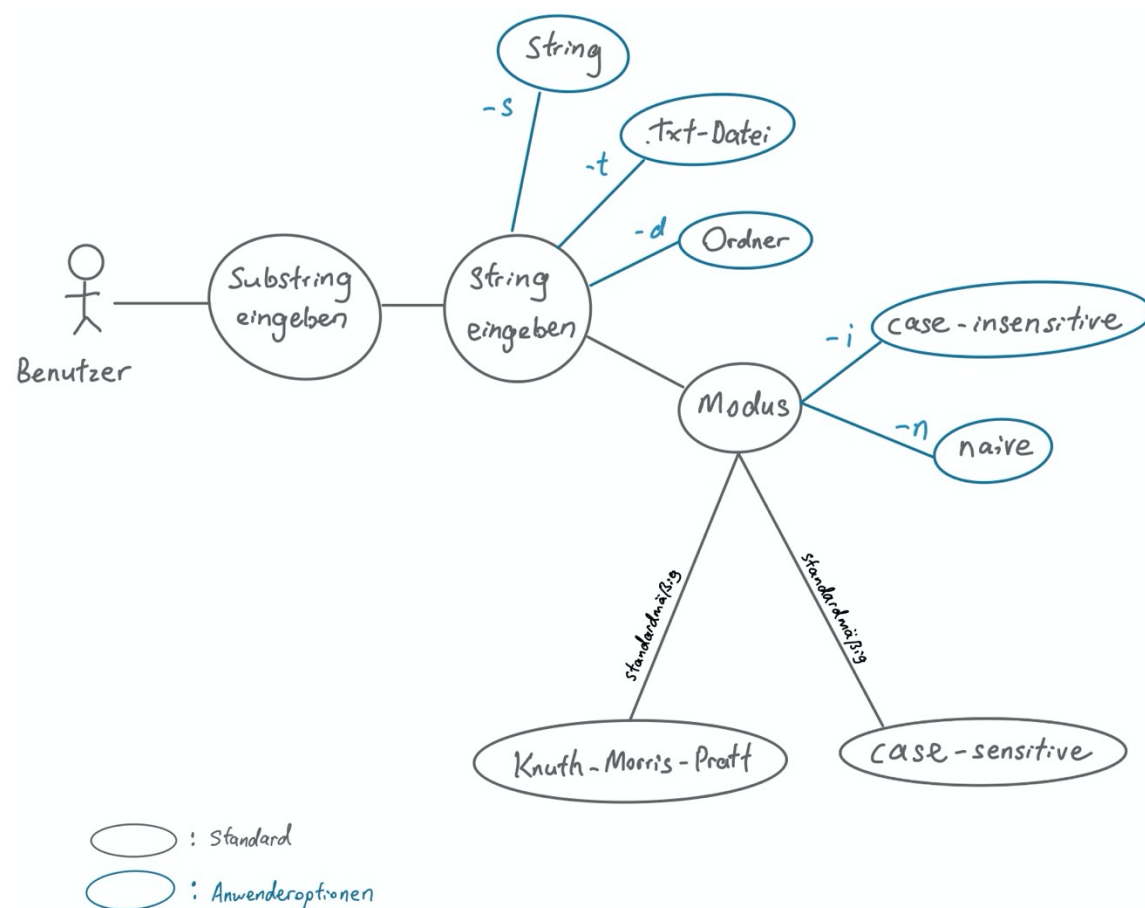 String
-s
.txt-Datei
-t
-d
Ordner
Substring
eingeben
String
eingeben
Benutzer
case-insensitive
-i
Modus
-n
naive
standardmäßig
standardmäßig
Knuth-Morris-Pratt
case-sensitive
: Standard
: Anwenderoptionen